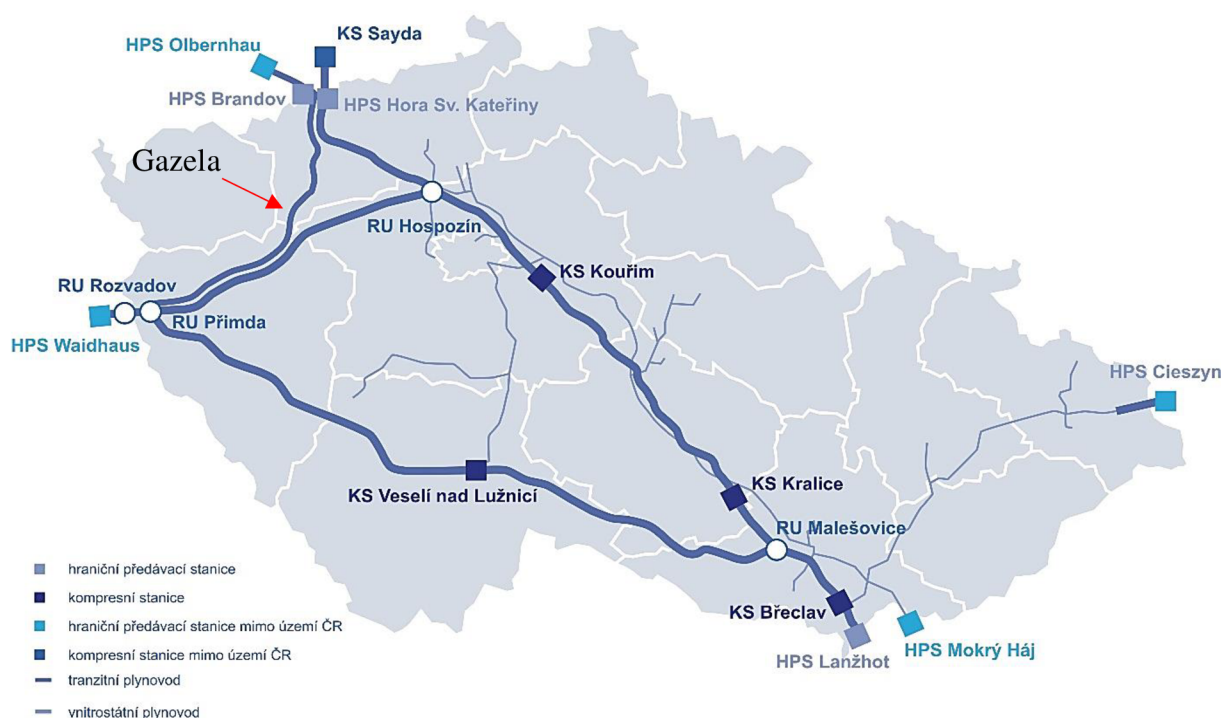 KS Sayda
HPS Olbernhau
HPS Brandov
HPS Hora Sv. Kateřiny
Gazela
RU Hospozín
KS Kouřim
RU Rozvadov
RU Přimda
HPS Waidhaus
HPS Cieszyn
KS Kralice
KS Veselí nad Lužnicí
RU Malešovice
KS Břeclav
HPS Lanžhot
HPS Mokrý Háj
hraniční předávací stanice
kompresní stanice
hraniční předávací stanice mimo území ČR
kompresní stanice mimo území ČR
tranzitní plynovod
vnitrostátní plynovod